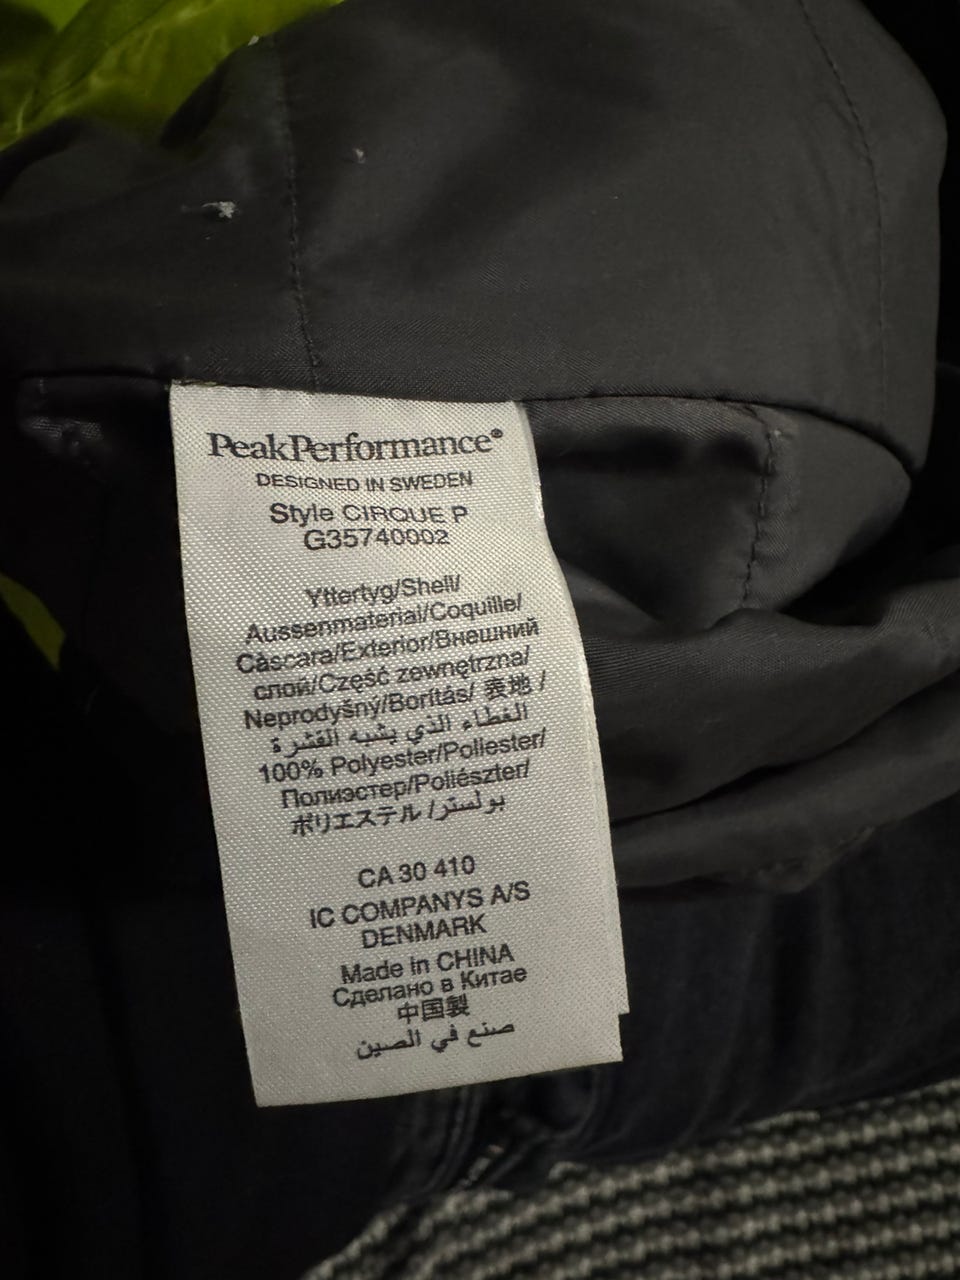 PeakPerformance®
DESIGNED IN SWEDEN
Style CIRQUE P
G35740002
Yttertyg/Shell/
Aussenmaterial/Coquille/
Càscara/Exterior/Внешний
слой/Część zewnętrzna/
Neprodyšný/Borítás/ 表地 /
الغطاء الذي يشبه القشرة
100% Polyester/Poliester/
Полиэстер/Poliészter/
ポリエステル /بولستر/
CA 30 410
IC COMPANYS A/S
DENMARK
Made in CHINA
Сделано в Китае
中国製
صنع في الصين